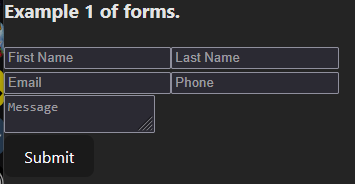 Example 1 of forms.
First Name Last Name
Email Phone
Message
Submit